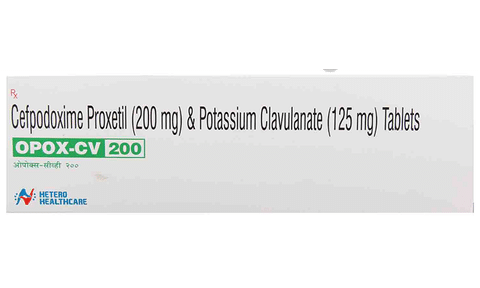 Rx
Cefpodoxime Proxetil (200 mg) & Potassium Clavulanate (125 mg) Tablets
OPOX-CV 200
ओपोक्स-सीव्ही २००
HETERO
HEALTHCARE